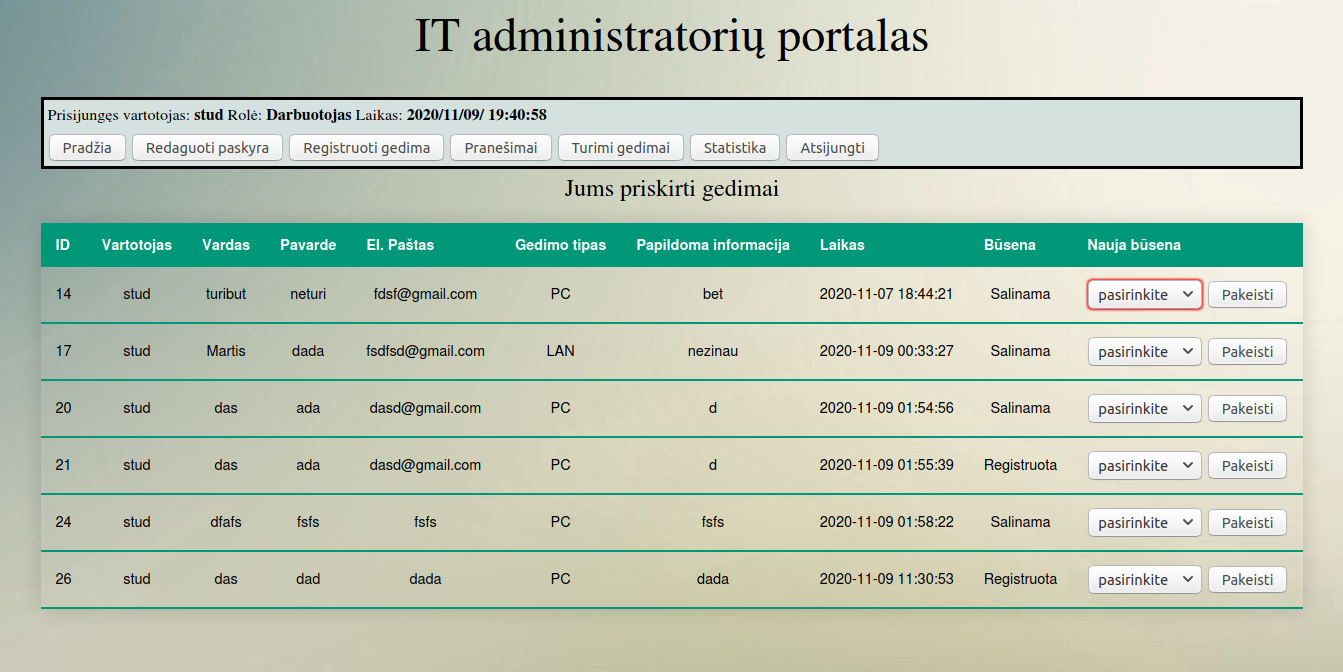 IT administratorių portalas
Prisijungęs vartotojas: stud Rolė: Darbuotojas Laikas: 2020/11/09/ 19:40:58
Pradžia Redaguoti paskyra Registruoti gedima Pranešimai Turimi gedimai Statistika Atsijungti
Jums priskirti gedimai
ID Vartotojas Vardas Pavarde El. Paštas Gedimo tipas Papildoma informacija Laikas Būsena Nauja būsena
14 stud turibut neturi fdsf@gmail.com PC bet 2020-11-07 18:44:21 Salinama pasirinkite Pakeisti
17 stud Martis dada fsdfsd@gmail.com LAN nezinau 2020-11-09 00:33:27 Salinama pasirinkite Pakeisti
20 stud das ada dasd@gmail.com PC d 2020-11-09 01:54:56 Salinama pasirinkite Pakeisti
21 stud das ada dasd@gmail.com PC d 2020-11-09 01:55:39 Registruota pasirinkite Pakeisti
24 stud dfafs fsfs fsfs PC fsfs 2020-11-09 01:58:22 Salinama pasirinkite Pakeisti
26 stud das dad dada PC dada 2020-11-09 11:30:53 Registruota pasirinkite Pakeisti